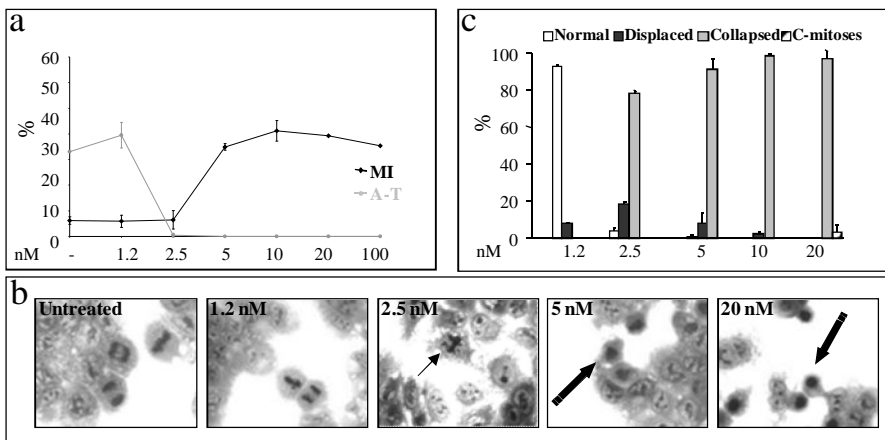 a
60
50
40
30
20
10
0
%
MI
A-T
nM - 1.2 2.5 5 10 20 100
c
Normal Displaced Collapsed C-mitoses
100
80
60
40
20
0
%
nM 1.2 2.5 5 10 20
b
Untreated 1.2 nM 2.5 nM 5 nM 20 nM